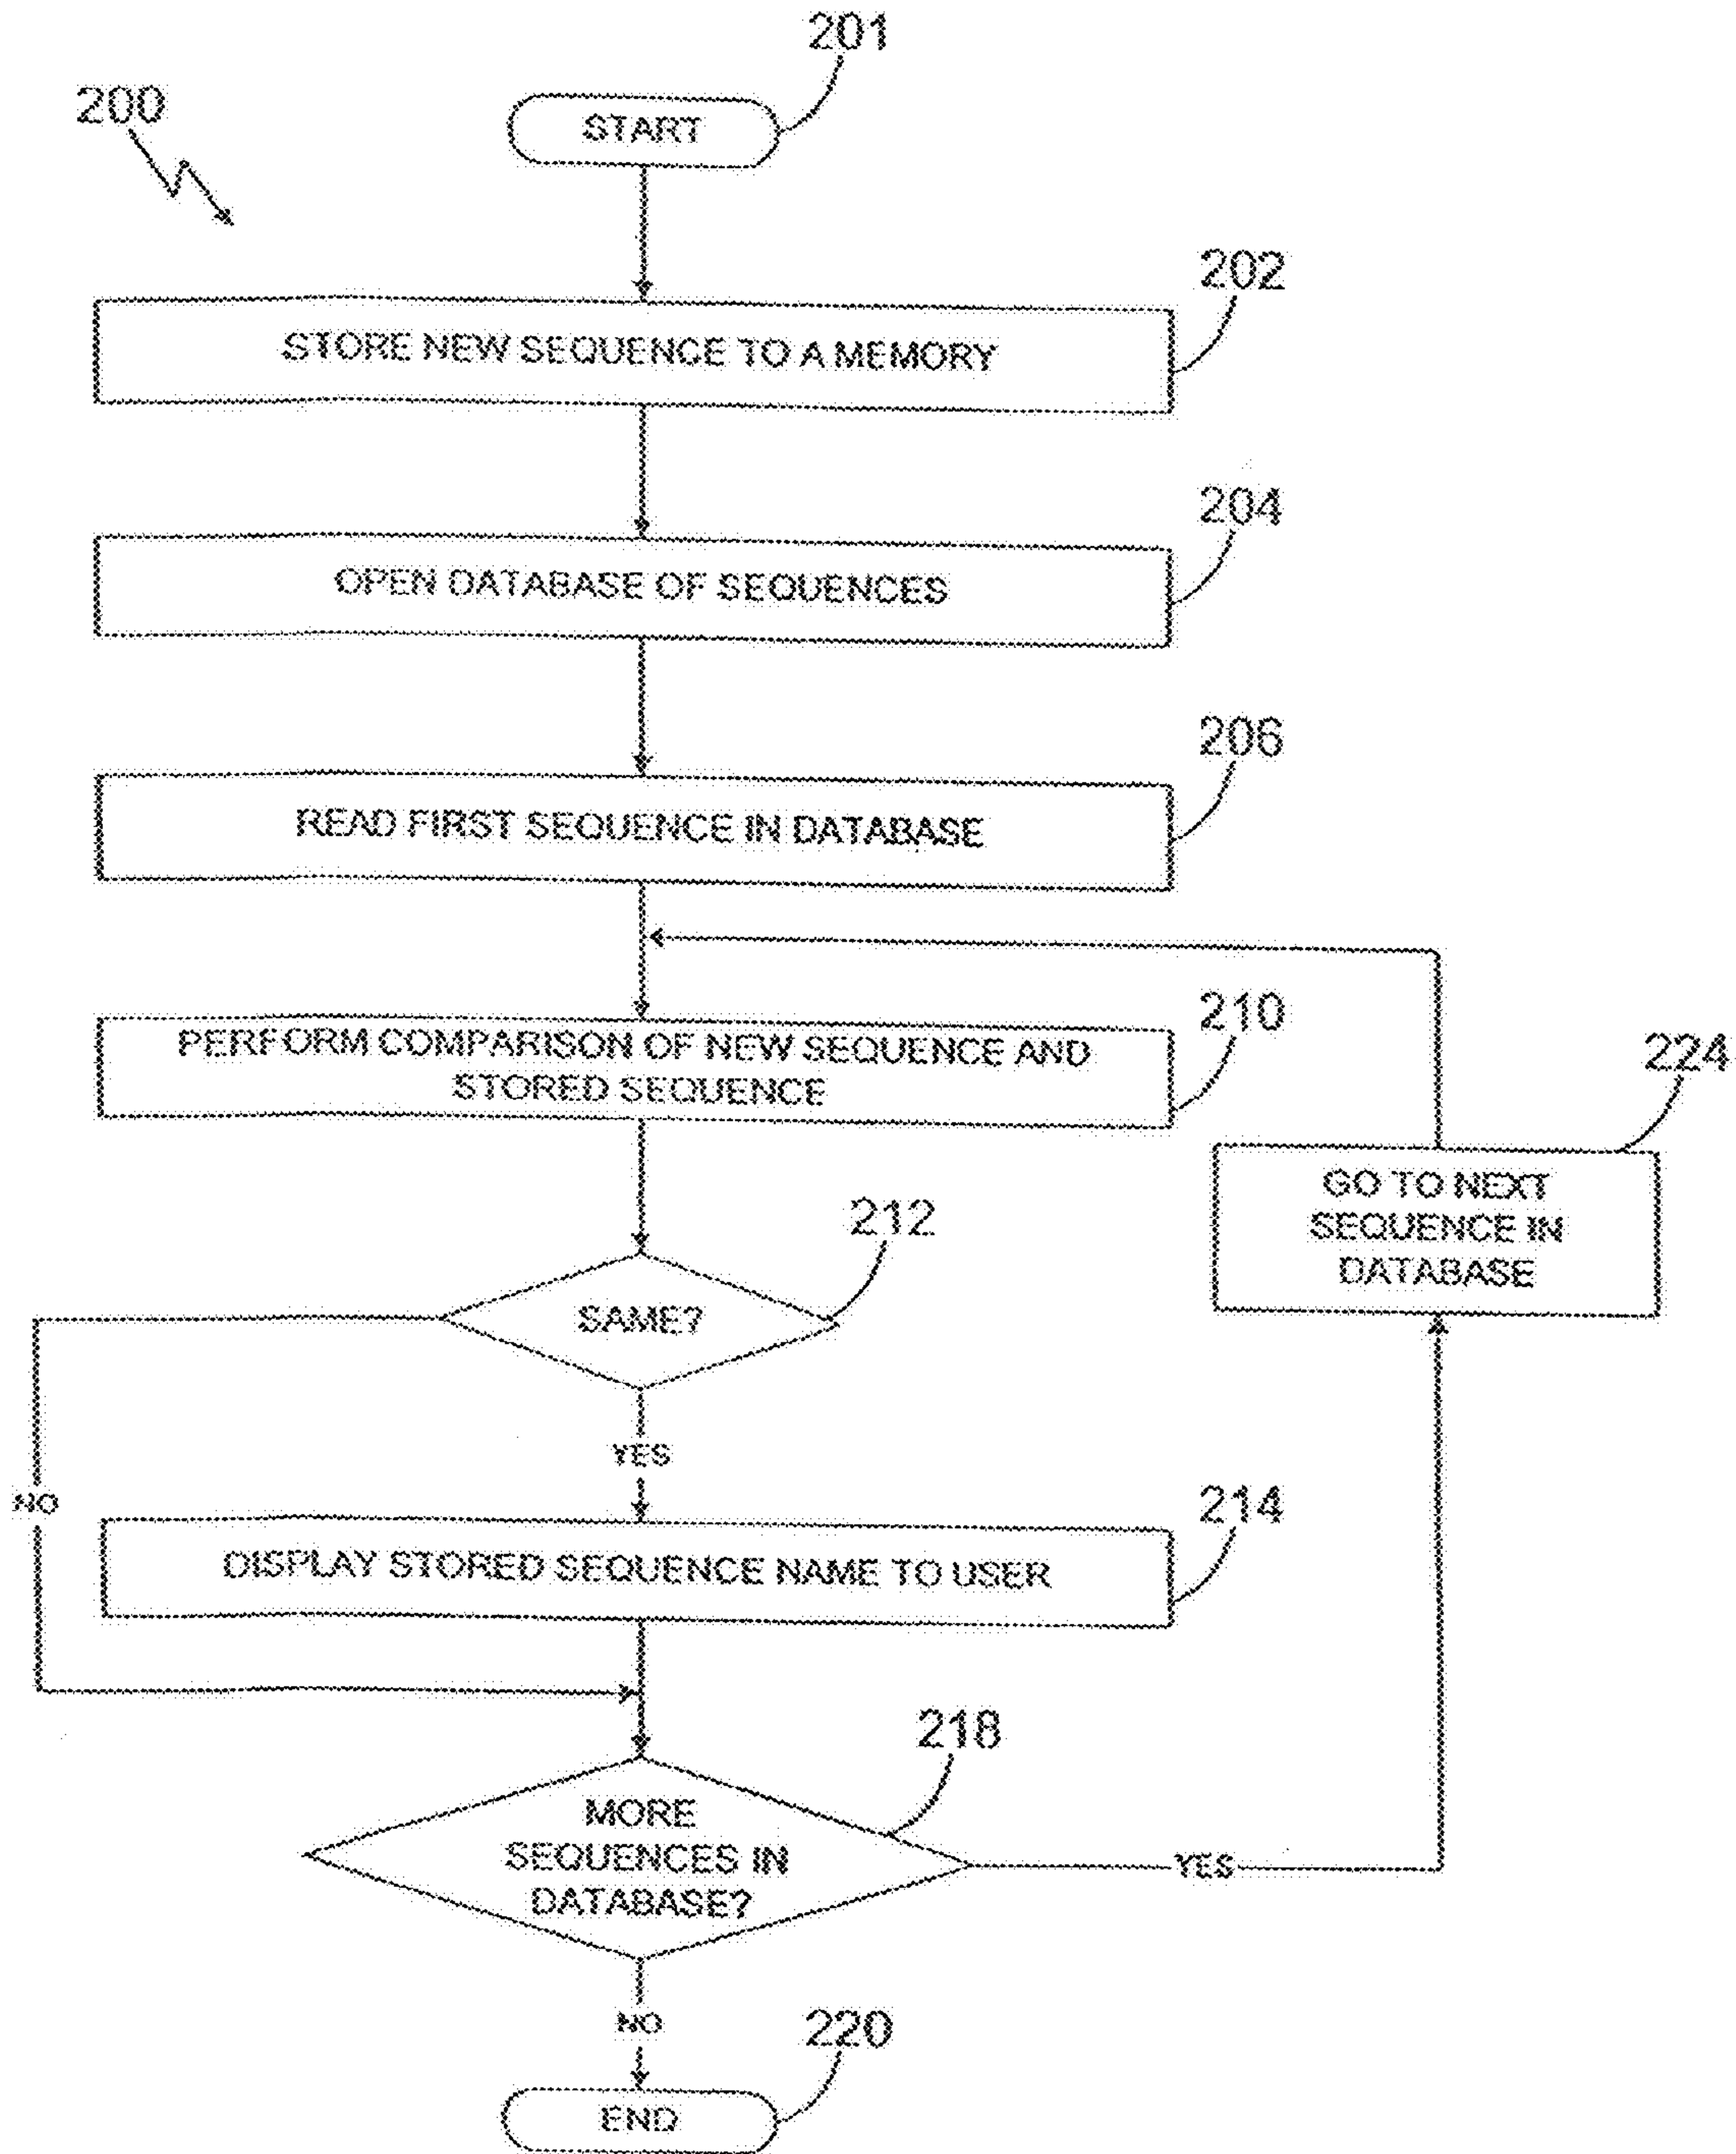 201
200
START
202
STORE NEW SEQUENCE TO A MEMORY
204
OPEN DATABASE OF SEQUENCES
206
READ FIRST SEQUENCE IN DATABASE
210
PERFORM COMPARISON OF NEW SEQUENCE AND
STORED SEQUENCE
224
GO TO NEXT
SEQUENCE IN
DATABASE
212
SAME?
YES
NO
214
DISPLAY STORED SEQUENCE NAME TO USER
218
MORE
SEQUENCES IN
DATABASE?
YES
NO
220
END